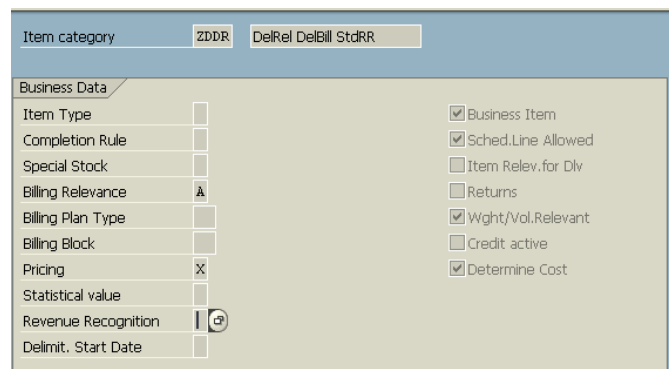 Item category ZDDR DelRel DelBill StdRR
Business Data
Item Type Business Item
Completion Rule Sched.Line Allowed
Special Stock Item Relev.for Dlv
Billing Relevance A Returns
Billing Plan Type Wght/Vol.Relevant
Billing Block Credit active
Pricing X Determine Cost
Statistical value
Revenue Recognition
Delimit. Start Date